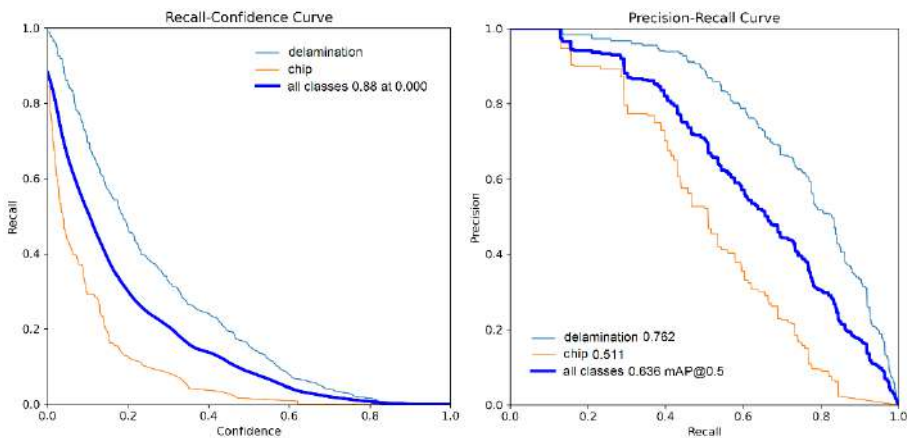 Recall-Confidence Curve
delamination
chip
all classes 0.88 at 0.000
Recall
1.0
0.8
0.6
0.4
0.2
0.0
0.0 0.2 0.4 0.6 0.8 1.0
Confidence
Precision-Recall Curve
Precision
1.0
0.8
0.6
0.4
0.2
0.0
delamination 0.762
chip 0.511
all classes 0.636 mAP@0.5
0.0 0.2 0.4 0.6 0.8 1.0
Recall